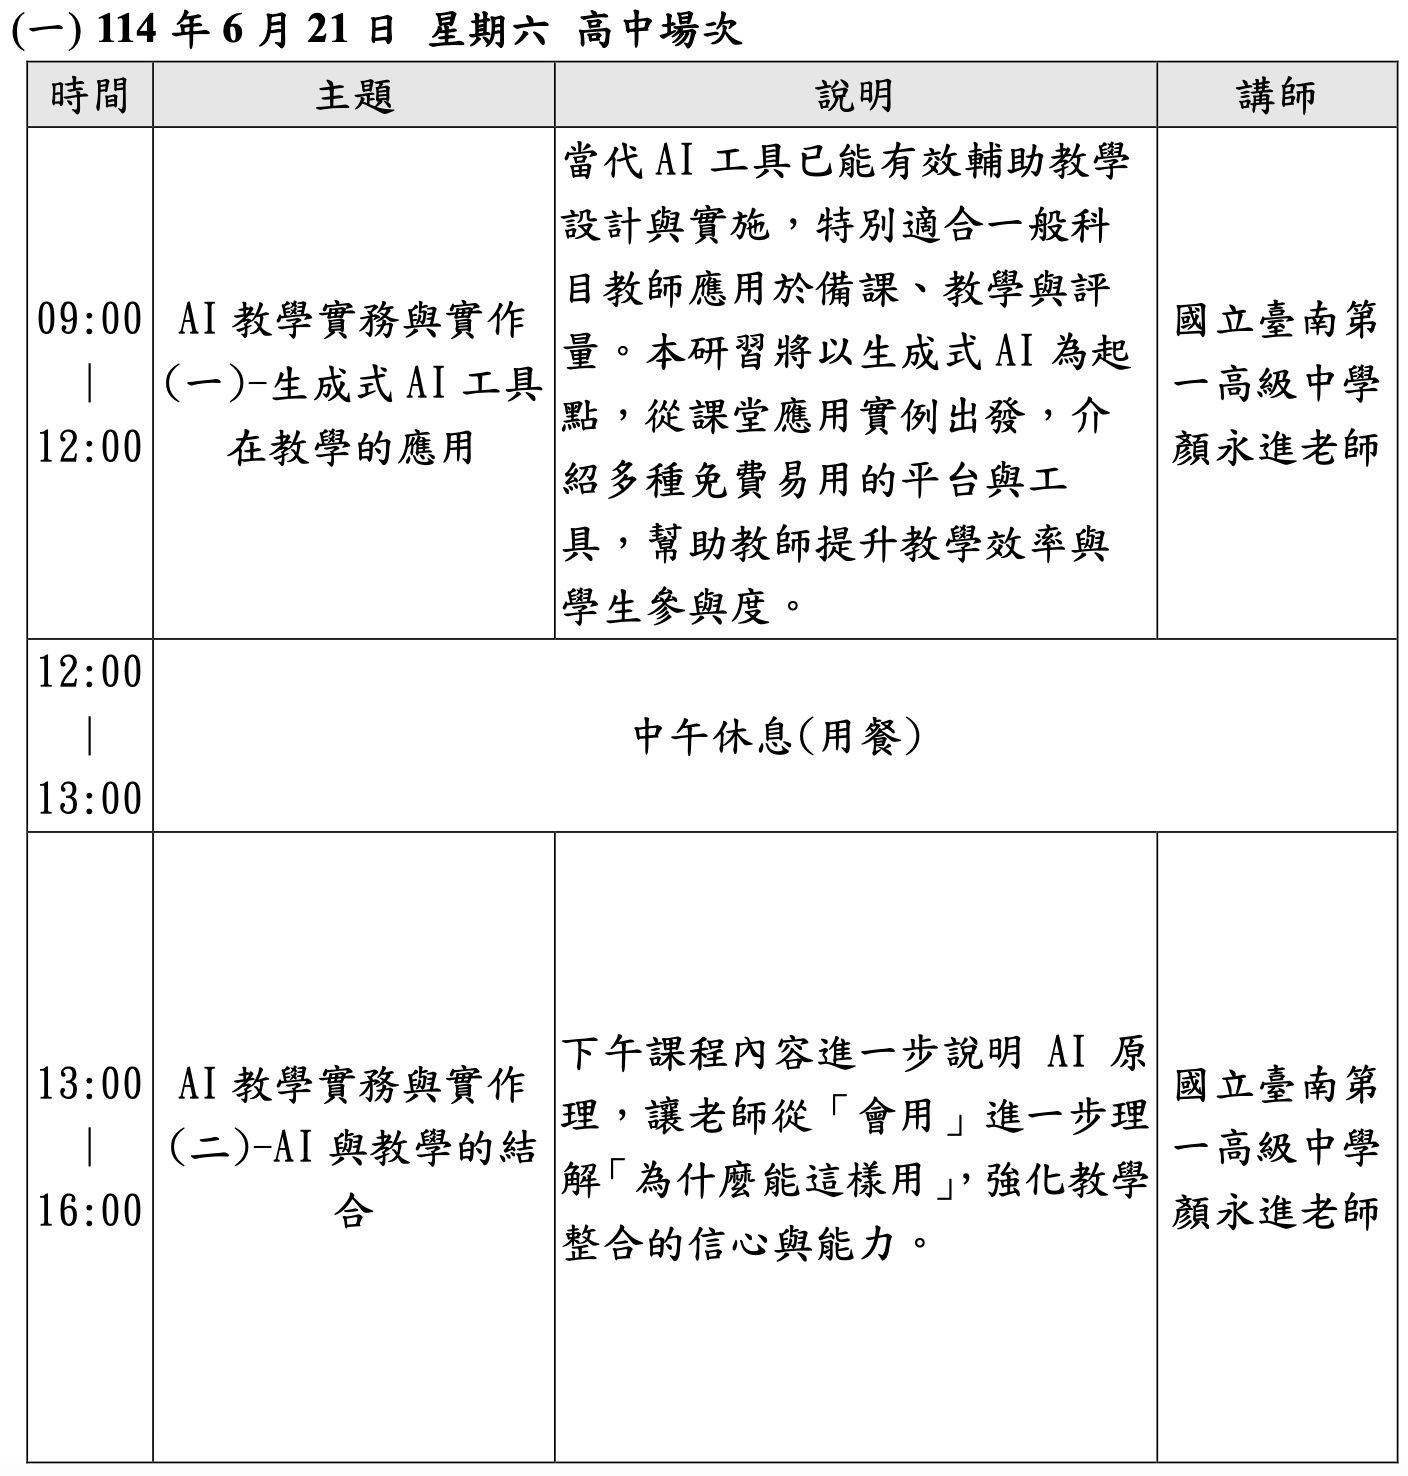 (一) 114 年 6 月 21 日 星期六 高中場次
時間 主題 說明 講師
09:00
|
12:00
AI 教學實務與實作
(一)-生成式 AI 工具
在教學的應用
當代 AI 工具已能有效輔助教學
設計與實施，特別適合一般科
目教師應用於備課、教學與評
量。本研習將以生成式 AI 為起
點，從課堂應用實例出發，介
紹多種免費易用的平台與工
具，幫助教師提升教學效率與
學生參與度。
國立臺南第
一高級中學
顏永進老師
12:00
|
13:00
中午休息(用餐)
13:00
|
16:00
AI 教學實務與實作
(二)-AI 與教學的結
合
下午課程內容進一步說明 AI 原
理，讓老師從「會用」進一步理
解「為什麼能這樣用」，強化教學
整合的信心與能力。
國立臺南第
一高級中學
顏永進老師